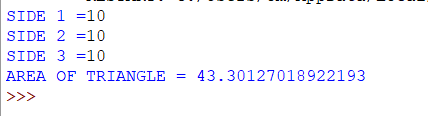 SIDE 1 =10
SIDE 2 =10
SIDE 3 =10
AREA OF TRIANGLE = 43.30127018922193
>>>